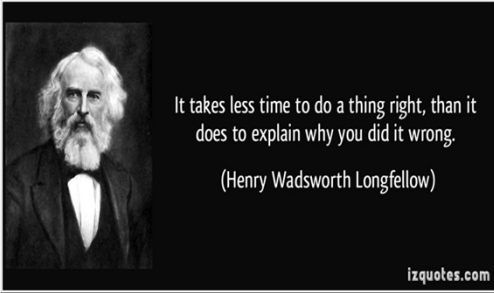 It takes less time to do a thing right, than it
does to explain why you did it wrong.
(Henry Wadsworth Longfellow)
izquotes.com